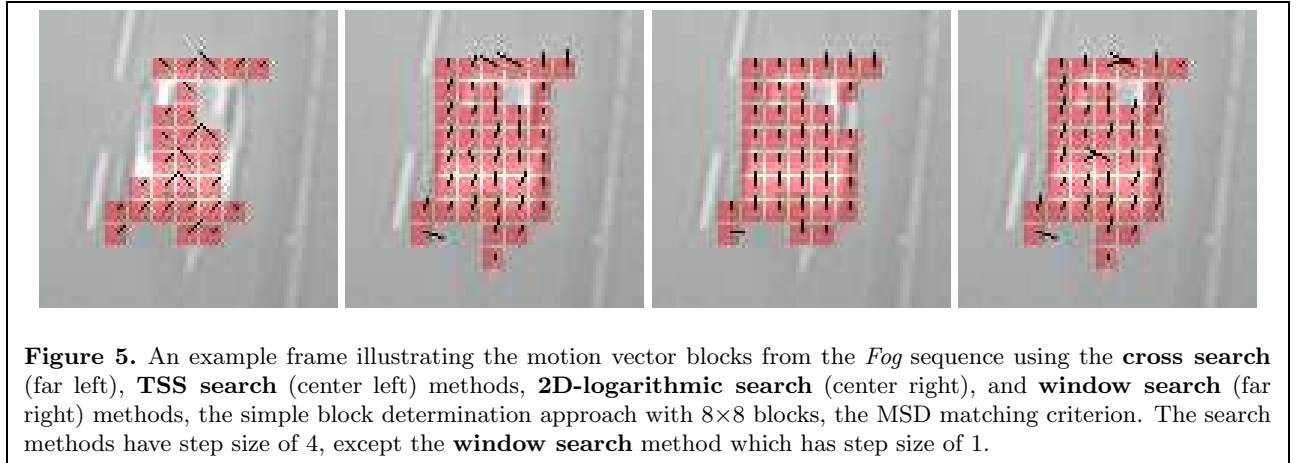 Figure 5. An example frame illustrating the motion vector blocks from the Fog sequence using the cross search
(far left), TSS search (center left) methods, 2D-logarithmic search (center right), and window search (far
right) methods, the simple block determination approach with 8×8 blocks, the MSD matching criterion. The search
methods have step size of 4, except the window search method which has step size of 1.